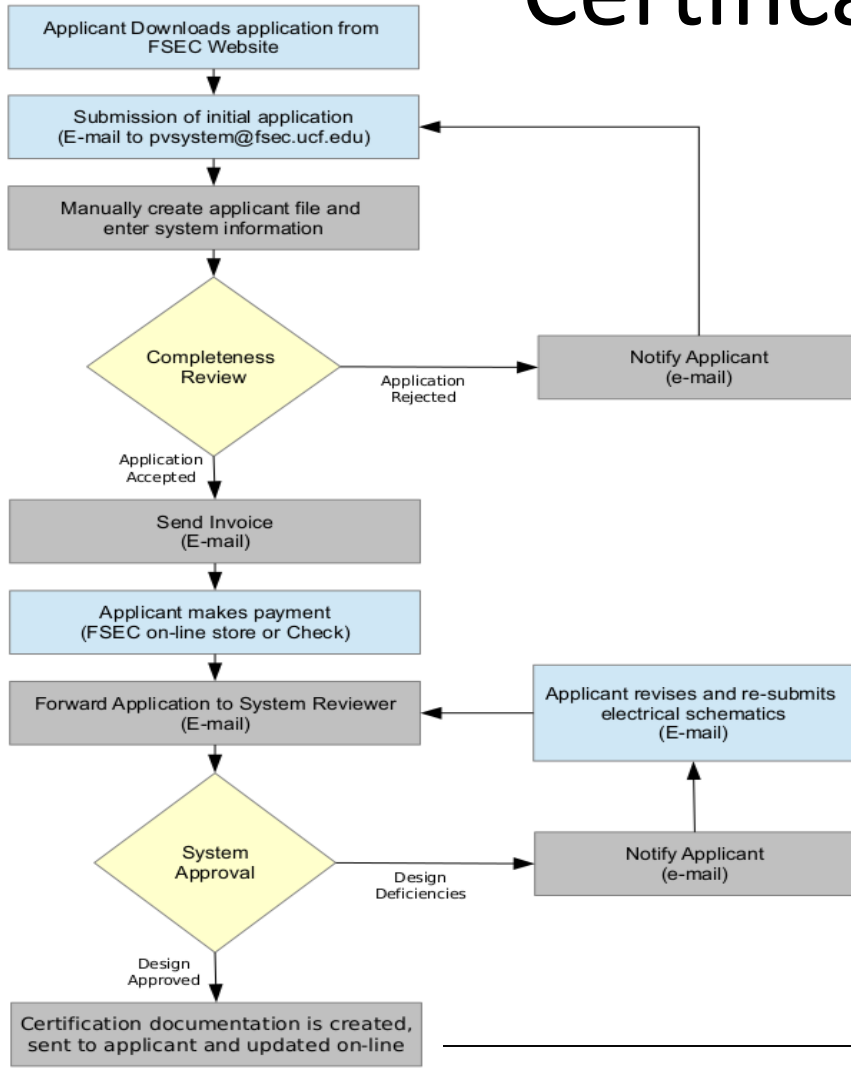 Certifica
Applicant Downloads application from
FSEC Website
Submission of initial application
(E-mail to pvsystem@fsec.ucf.edu)
Manually create applicant file and
enter system information
Completeness
Review
Application
Rejected
Notify Applicant
(e-mail)
Application
Accepted
Send Invoice
(E-mail)
Applicant makes payment
(FSEC on-line store or Check)
Forward Application to System Reviewer
(E-mail)
Applicant revises and re-submits
electrical schematics
(E-mail)
System
Approval
Design
Deficiencies
Notify Applicant
(e-mail)
Design
Approved
Certification documentation is created,
sent to applicant and updated on-line